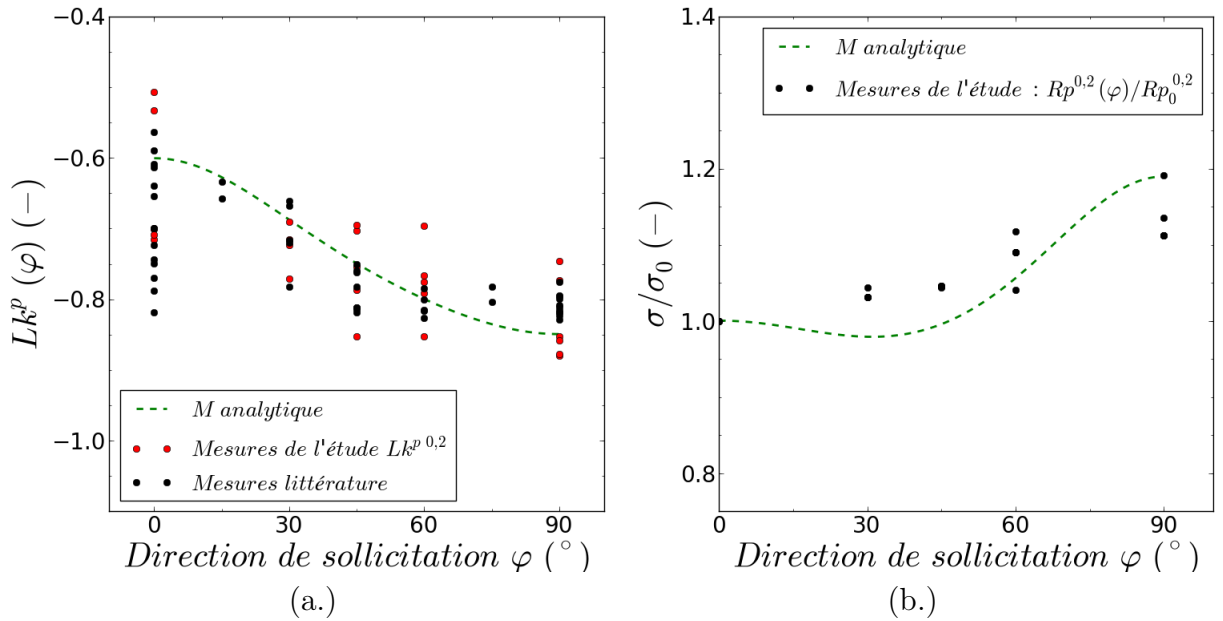 −0.4
−0.6
−0.8
−1.0
Lk^p (φ) (−)
M analytique
Mesures de l'étude Lk^{p 0,2}
Mesures littérature
0 30 60 90
Direction de sollicitation φ (°)
(a.)
1.4
1.2
1.0
0.8
σ/σ_0 (−)
M analytique
Mesures de l'étude : Rp^{0,2}(φ)/Rp_0^{0,2}
0 30 60 90
Direction de sollicitation φ (°)
(b.)